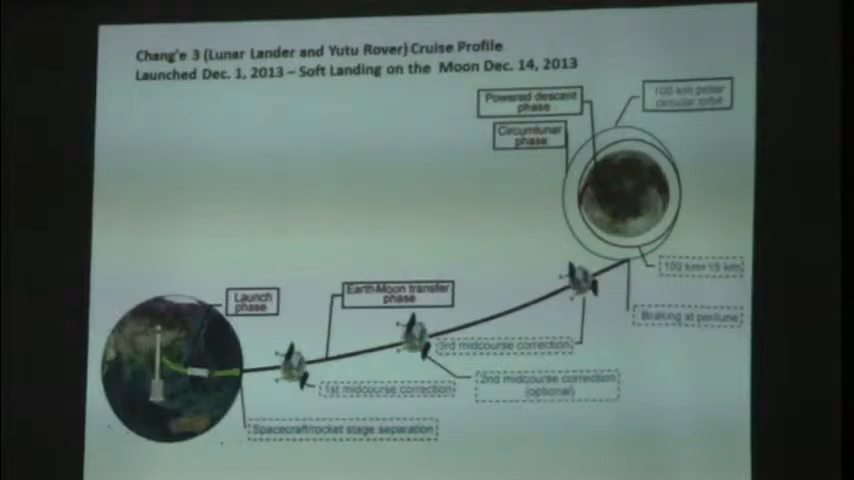 Chang'e 3 (Lunar Lander and Yutu Rover) Cruise Profile
Launched Dec. 1, 2013 – Soft Landing on the Moon Dec. 14, 2013
Powered descent
phase
100 km polar
circular orbit
Circumlunar
phase
100 km×15 km
Launch
phase
Earth-Moon transfer
phase
Braking at perilune
3rd midcourse correction
1st midcourse correction
2nd midcourse correction
(optional)
Spacecraft/rocket stage separation